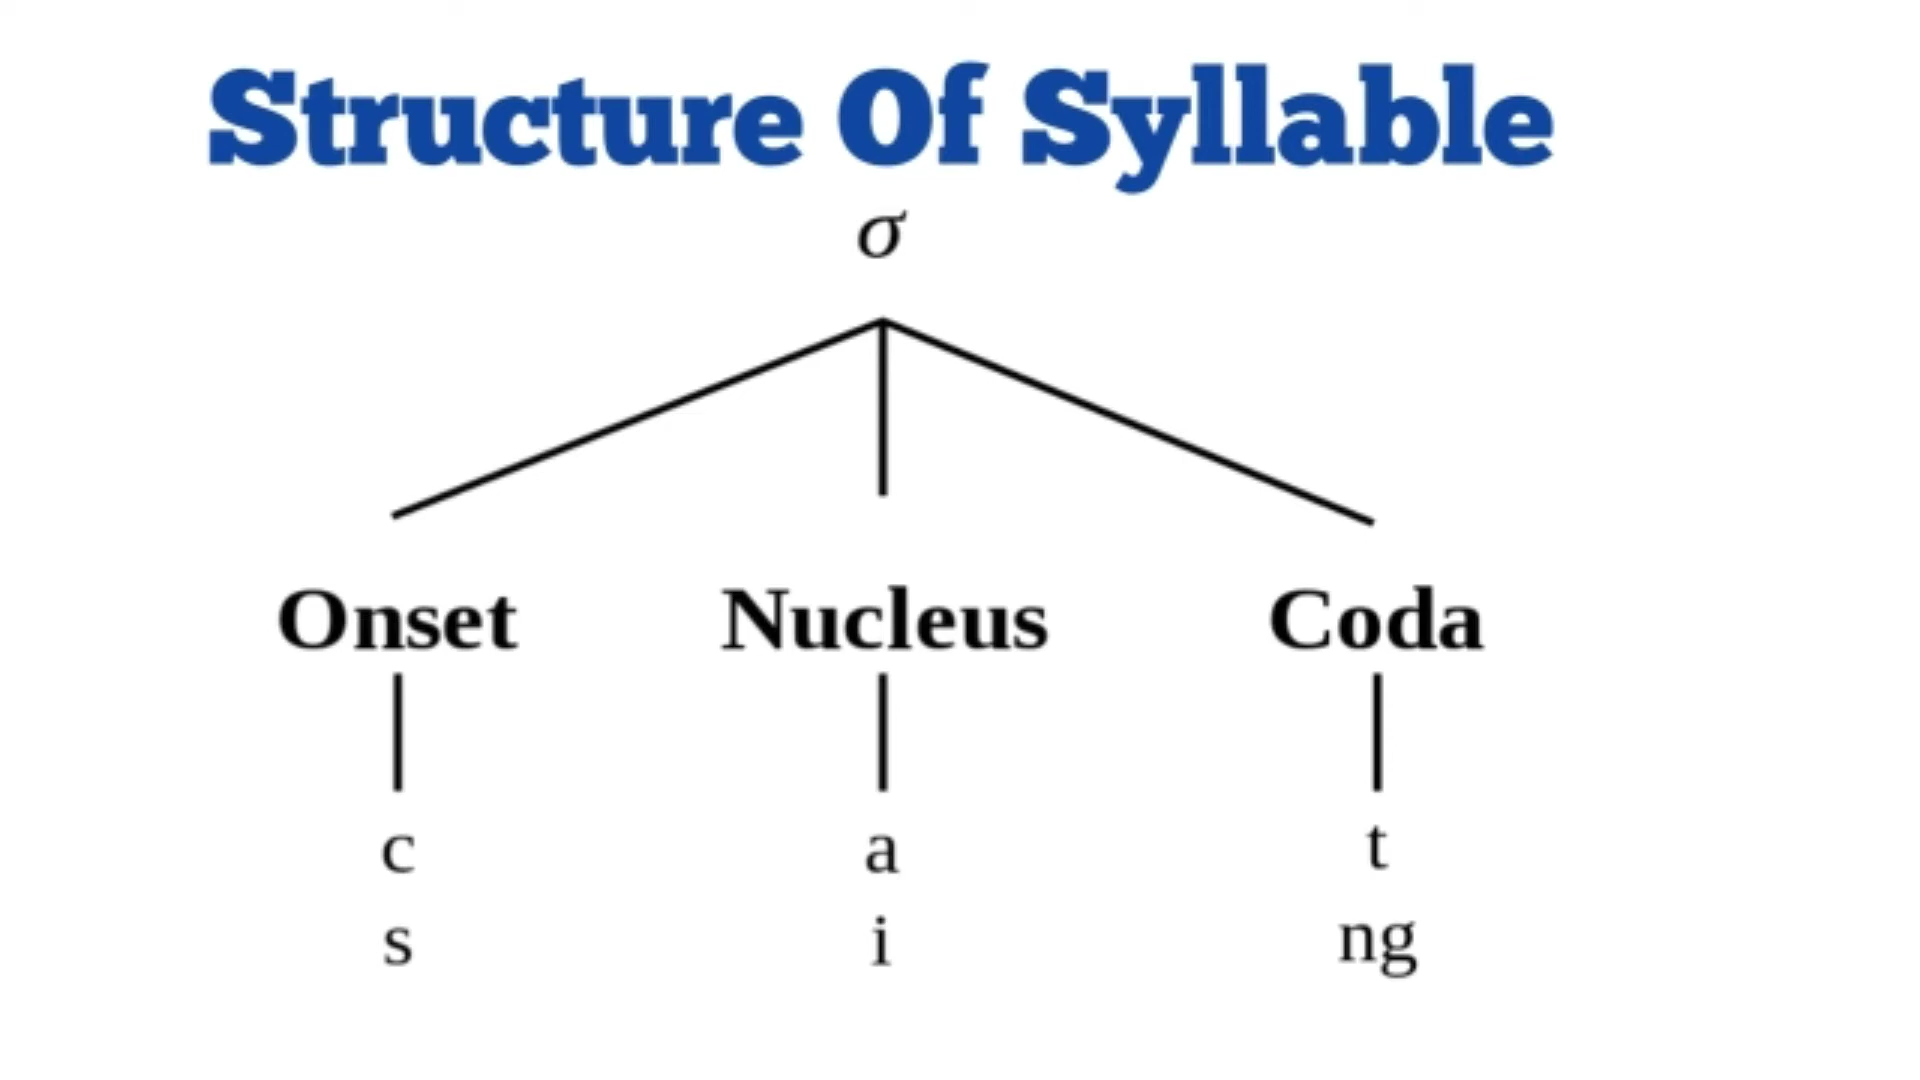 Structure Of Syllable
σ
Onset Nucleus Coda
c a t
s i ng